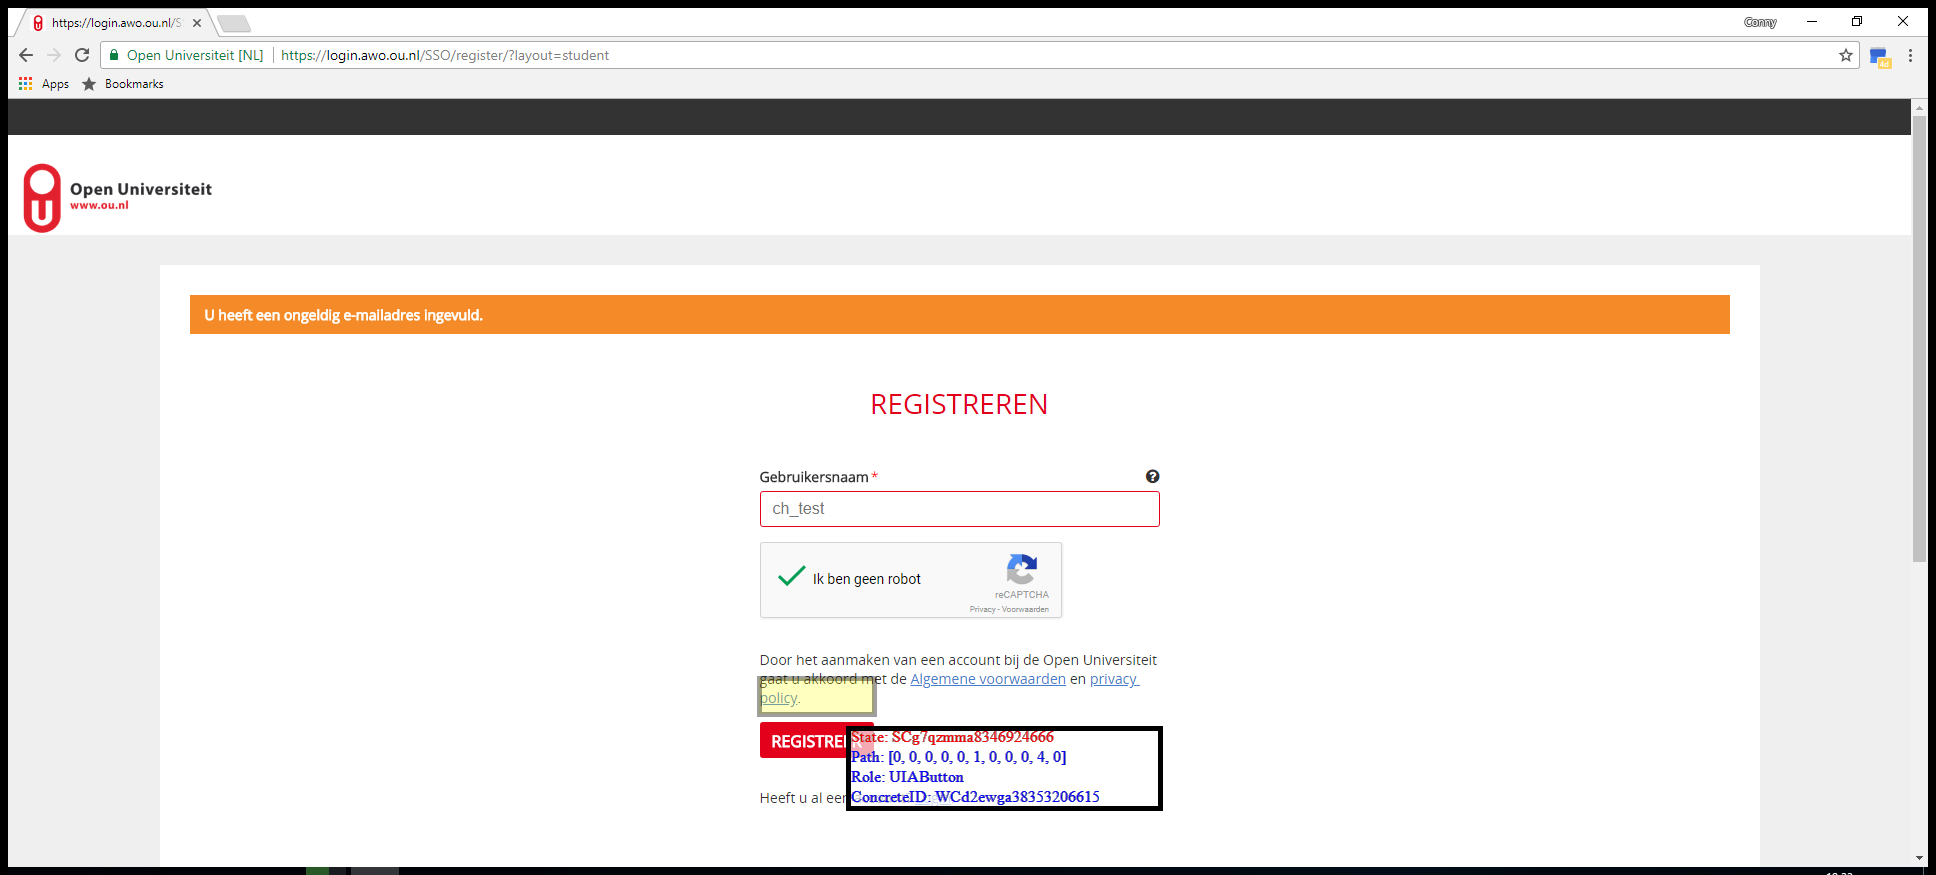 https://login.awo.ou.nl/S
Conny
Open Universiteit [NL] https://login.awo.ou.nl/SSO/register/?layout=student
Apps Bookmarks
Open Universiteit
www.ou.nl
U heeft een ongeldig e-mailadres ingevuld.
REGISTREREN
Gebruikersnaam *
ch_test
Ik ben geen robot
reCAPTCHA
Privacy - Voorwaarden
Door het aanmaken van een account bij de Open Universiteit
gaat u akkoord met de Algemene voorwaarden en privacy
policy.
REGISTREER
State: SCg7qzmma8346924666
Path: [0, 0, 0, 0, 0, 1, 0, 0, 0, 4, 0]
Role: UIAButton
Heeft u al een
ConcreteID: WCd2ewga38353206615